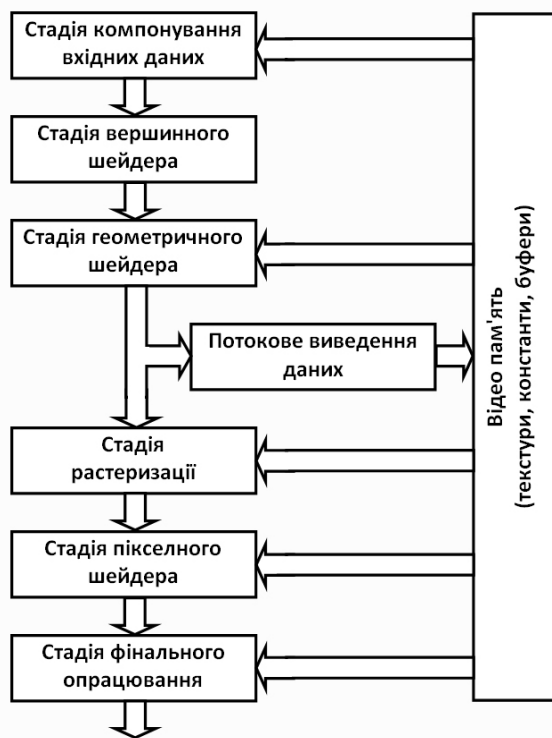 Стадія компонування
вхідних даних
Стадія вершинного
шейдера
Стадія геометричного
шейдера
Потокове виведення
даних
Стадія
растеризації
Стадія пікселного
шейдера
Стадія фінального
опрацювання
Відео пам'ять
(текстури, константи, буфери)